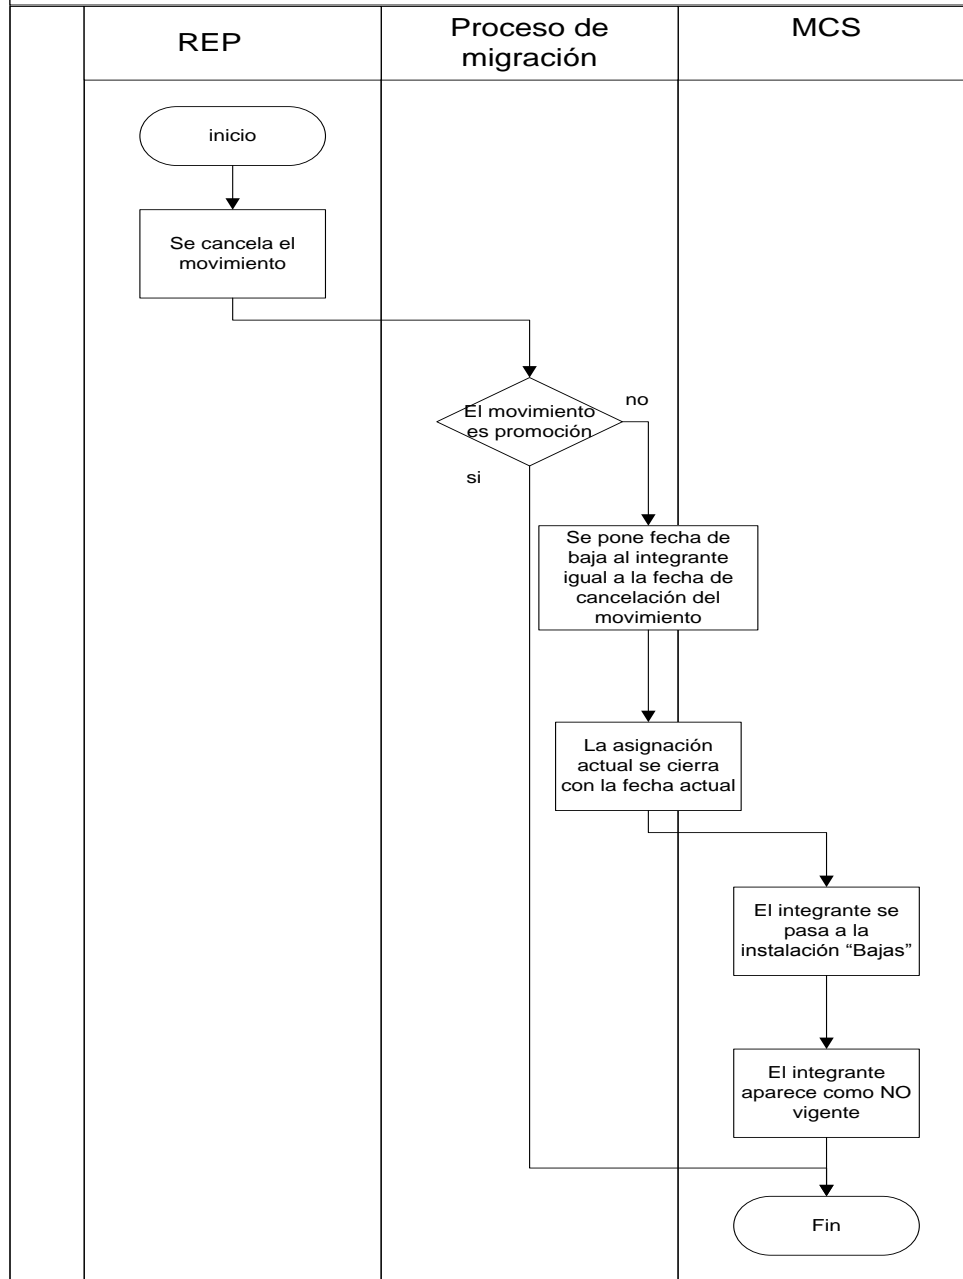 REP
Proceso de
migración
MCS
inicio
Se cancela el
movimiento
El movimiento
es promoción
no
si
Se pone fecha de
baja al integrante
igual a la fecha de
cancelación del
movimiento
La asignación
actual se cierra
con la fecha actual
El integrante se
pasa a la
instalación “Bajas”
El integrante
aparece como NO
vigente
Fin